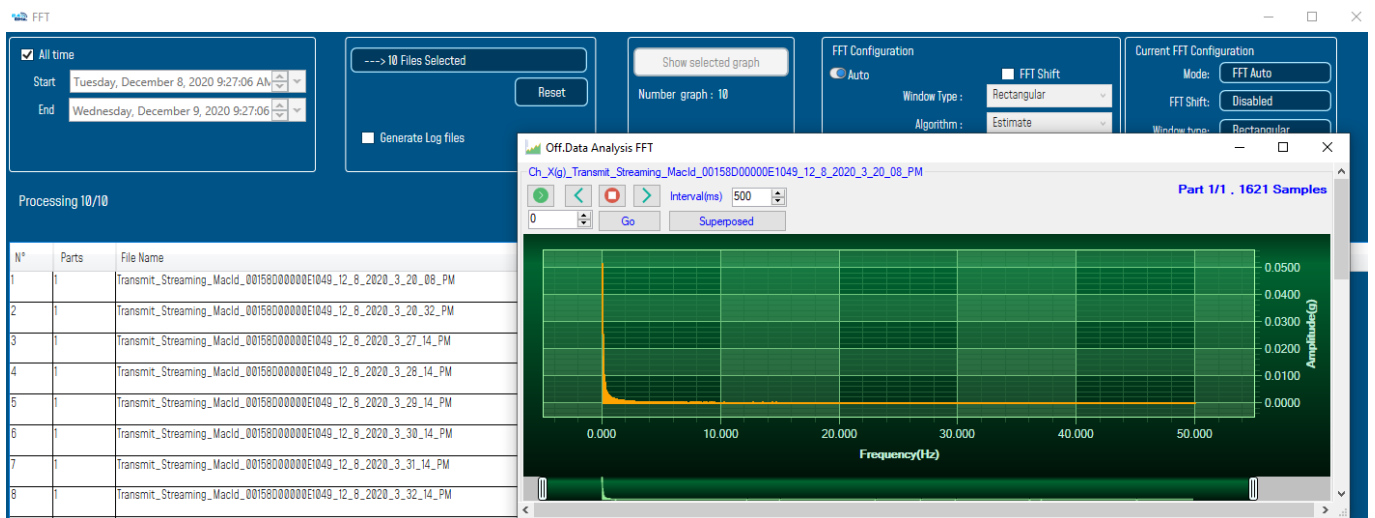 FFT
All time
Start Tuesday, December 8, 2020 9:27:06 AM
End Wednesday, December 9, 2020 9:27:06
---> 10 Files Selected
Reset
Generate Log files
Show selected graph
Number graph : 10
FFT Configuration
Auto
FFT Shift
Window Type : Rectangular
Algorithm : Estimate
Current FFT Configuration
Mode: FFT Auto
FFT Shift: Disabled
Window type: Rectangular
Processing 10/10
N° Parts File Name
1 1 Transmit_Streaming_MacId_00158D00000E1049_12_8_2020_3_20_08_PM
2 1 Transmit_Streaming_MacId_00158D00000E1049_12_8_2020_3_20_32_PM
3 1 Transmit_Streaming_MacId_00158D00000E1049_12_8_2020_3_27_14_PM
4 1 Transmit_Streaming_MacId_00158D00000E1049_12_8_2020_3_28_14_PM
5 1 Transmit_Streaming_MacId_00158D00000E1049_12_8_2020_3_29_14_PM
6 1 Transmit_Streaming_MacId_00158D00000E1049_12_8_2020_3_30_14_PM
7 1 Transmit_Streaming_MacId_00158D00000E1049_12_8_2020_3_31_14_PM
8 1 Transmit_Streaming_MacId_00158D00000E1049_12_8_2020_3_32_14_PM
Off.Data Analysis FFT
Ch_X(g)_Transmit_Streaming_MacId_00158D00000E1049_12_8_2020_3_20_08_PM
Interval(ms) 500
Part 1/1 , 1621 Samples
0 Go Superposed
0.0500
0.0400
0.0300
0.0200
0.0100
0.0000
Amplitude(g)
0.000 10.000 20.000 30.000 40.000 50.000
Frequency(Hz)